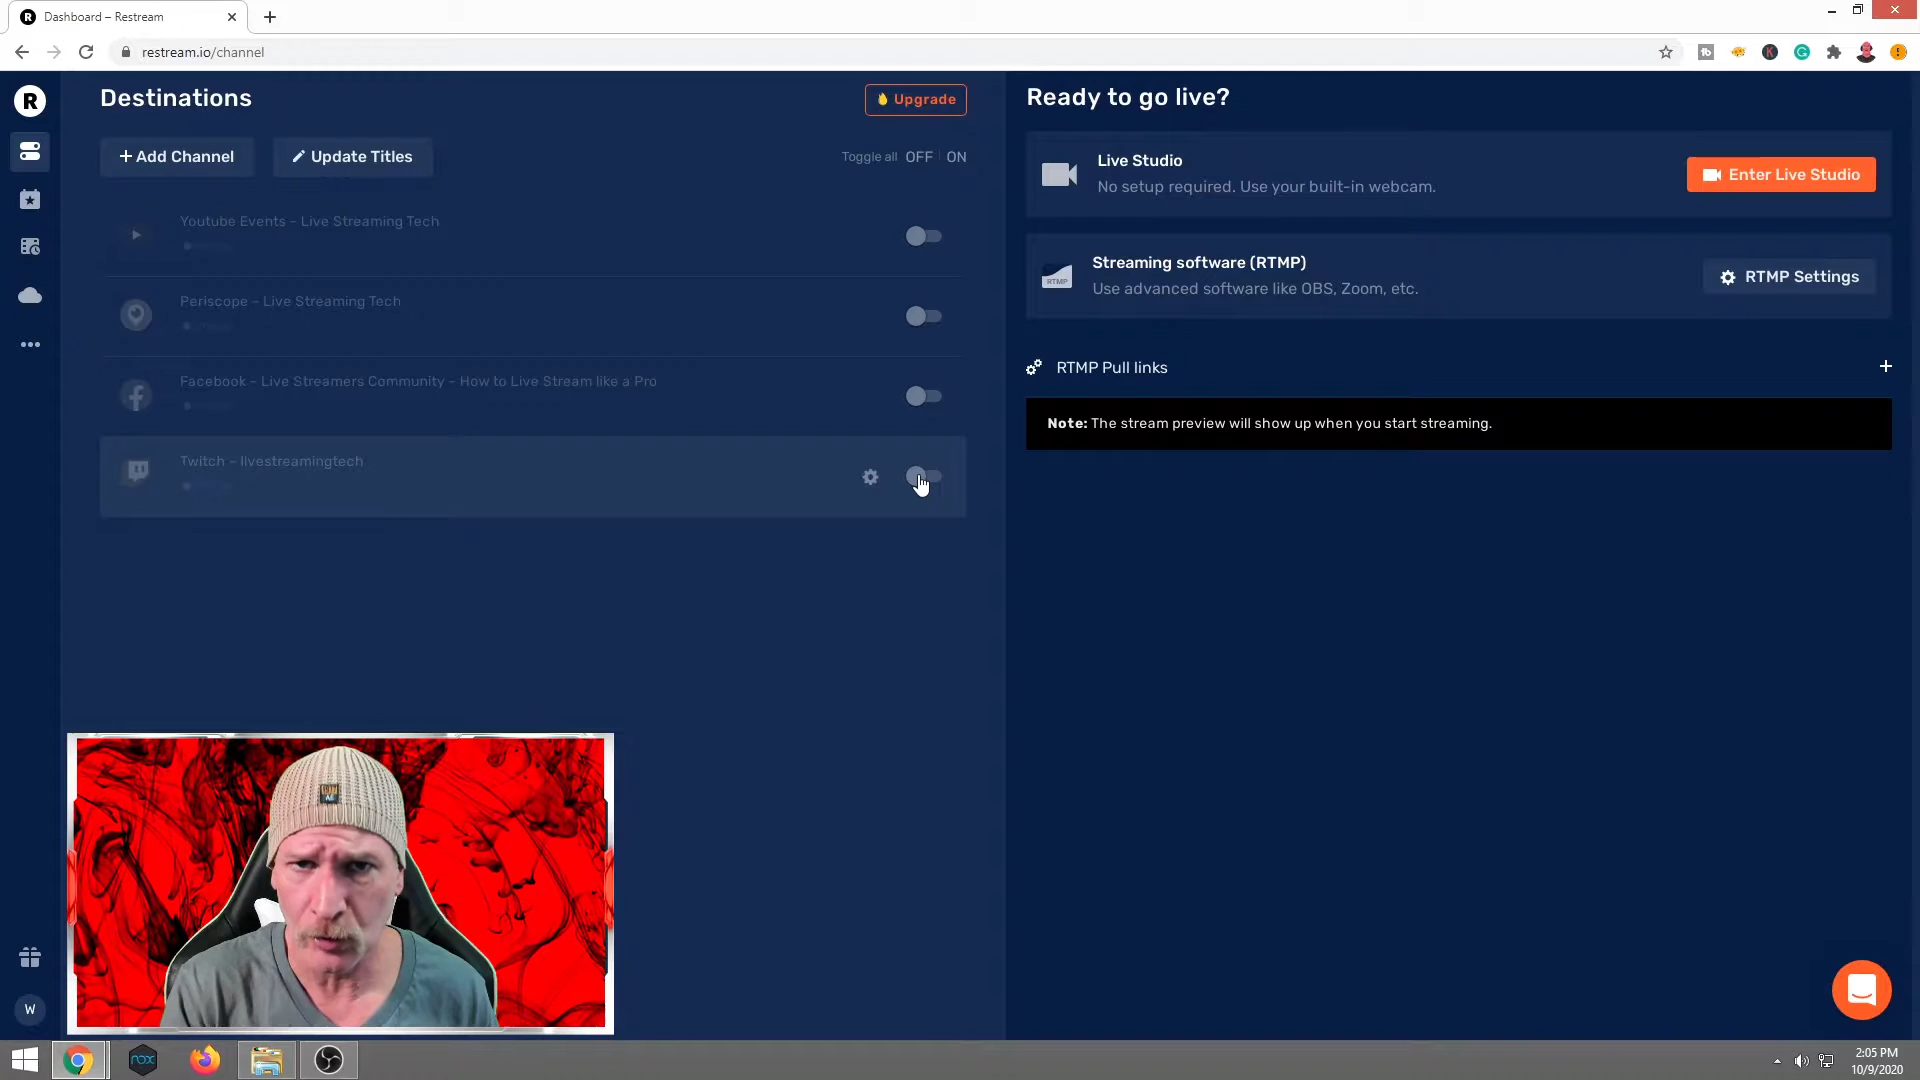 Dashboard – Restream
restream.io/channel
Destinations
Upgrade
+ Add Channel
Update Titles
Toggle all OFF ON
Youtube Events – Live Streaming Tech
Periscope – Live Streaming Tech
Facebook – Live Streamers Community – How to Live Stream like a Pro
Twitch – livestreamingtech
Ready to go live?
Live Studio
No setup required. Use your built-in webcam.
Enter Live Studio
RTMP
Streaming software (RTMP)
Use advanced software like OBS, Zoom, etc.
RTMP Settings
RTMP Pull links
Note: The stream preview will show up when you start streaming.
W
nox
2:05 PM
10/9/2020